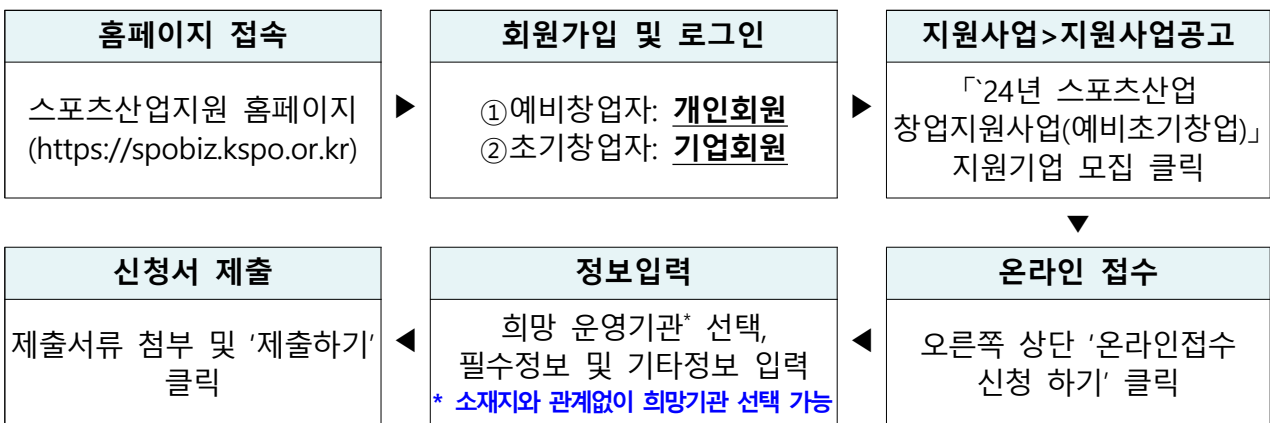 홈페이지 접속
스포츠산업지원 홈페이지
(https://spobiz.kspo.or.kr)
▶
회원가입 및 로그인
①예비창업자: 개인회원
②초기창업자: 기업회원
▶
지원사업>지원사업공고
「`24년 스포츠산업
창업지원사업(예비초기창업)」
지원기업 모집 클릭
▼
온라인 접수
오른쪽 상단 '온라인접수
신청 하기' 클릭
◀
정보입력
희망 운영기관* 선택,
필수정보 및 기타정보 입력
* 소재지와 관계없이 희망기관 선택 가능
◀
신청서 제출
제출서류 첨부 및 '제출하기'
클릭